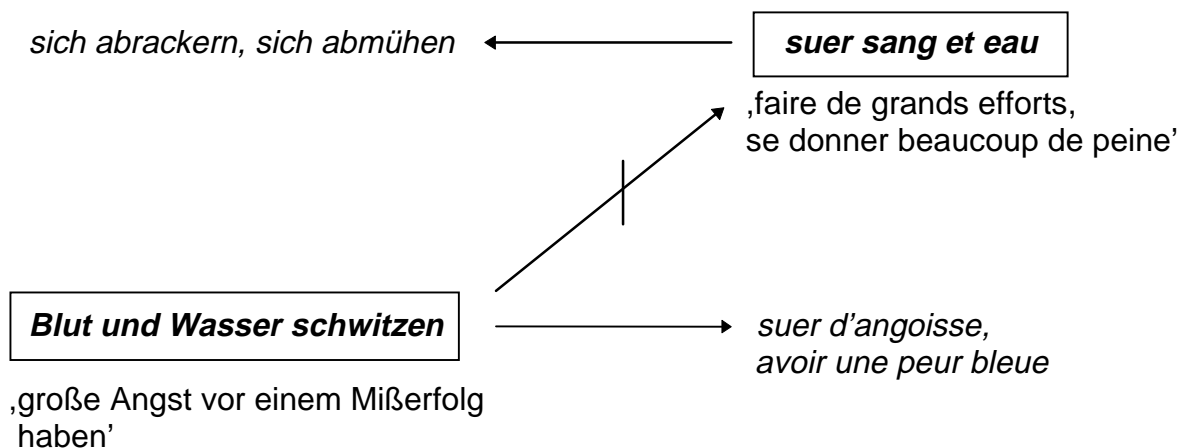 sich abrackern, sich abmühen
suer sang et eau
‚faire de grands efforts,
se donner beaucoup de peine’
Blut und Wasser schwitzen
suer d’angoisse,
avoir une peur bleue
‚große Angst vor einem Mißerfolg
haben’